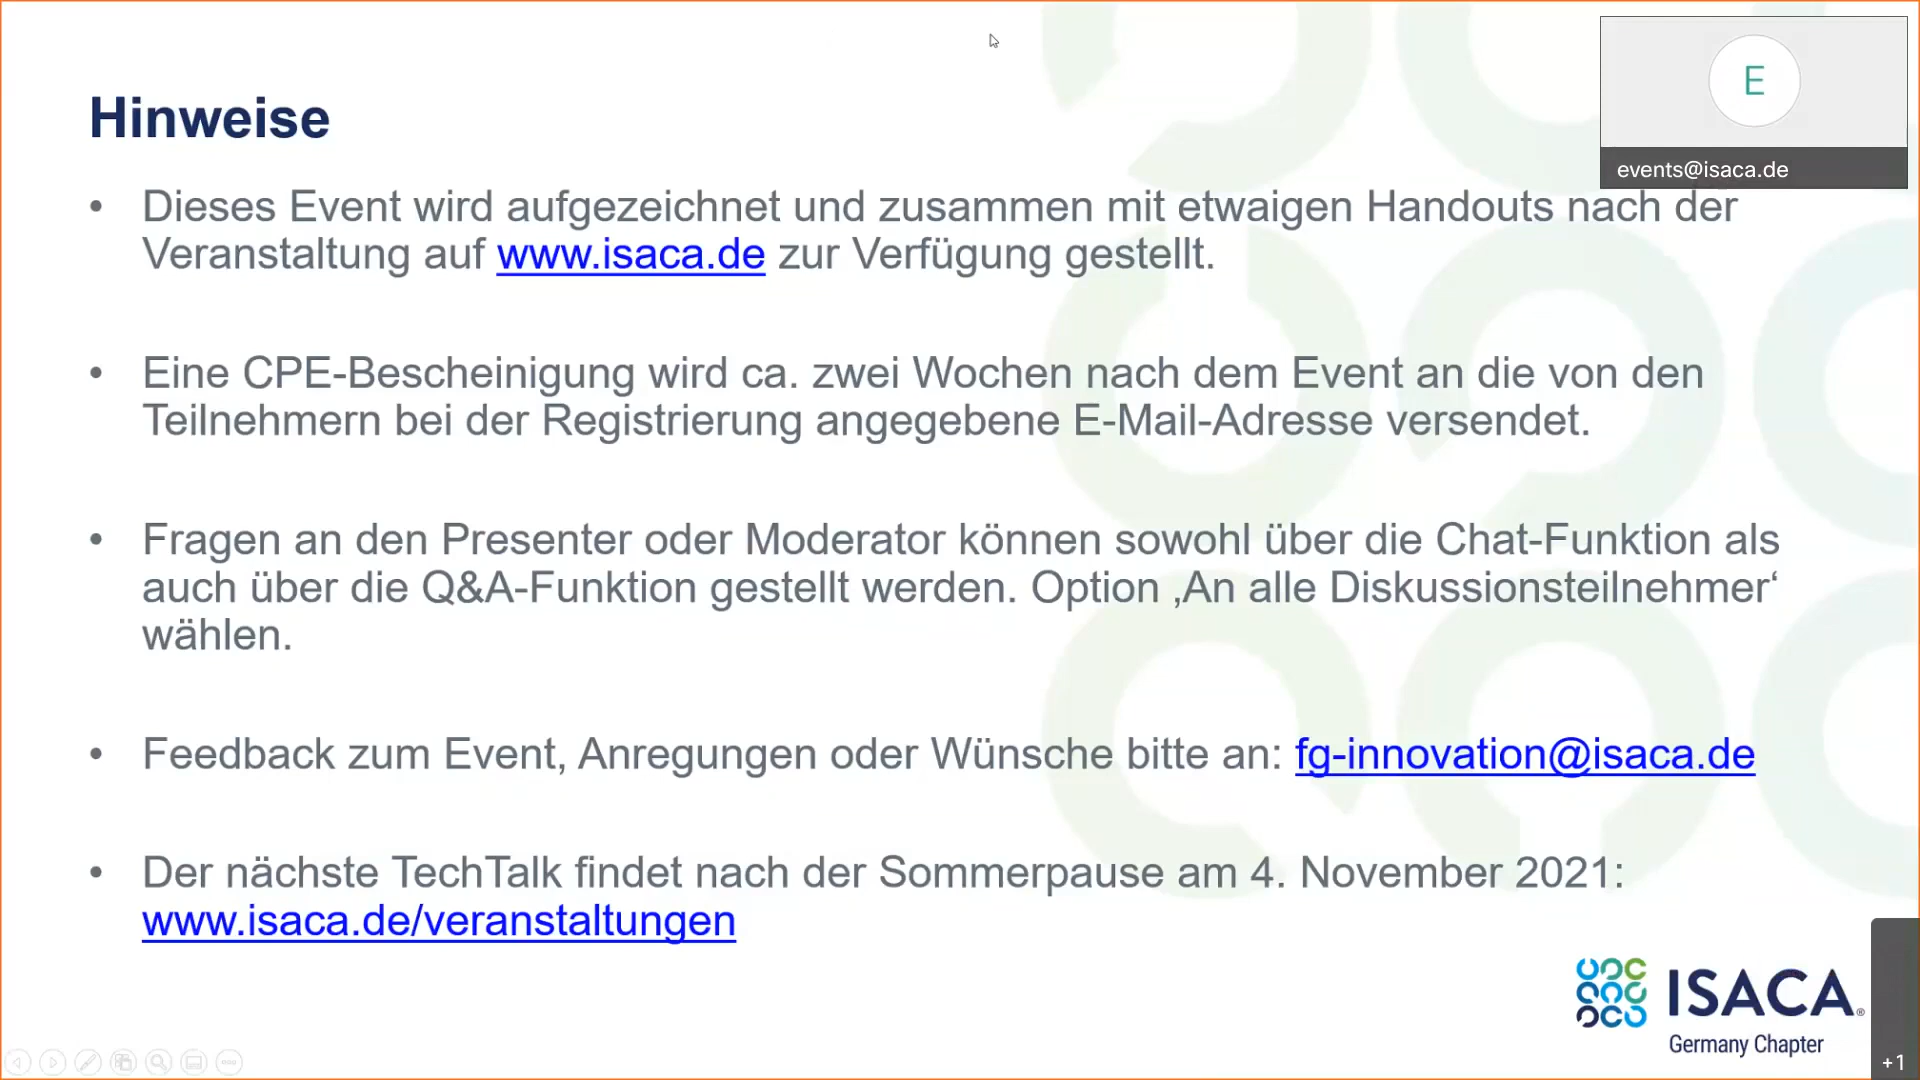 Hinweise
E
events@isaca.de
• Dieses Event wird aufgezeichnet und zusammen mit etwaigen Handouts nach der
Veranstaltung auf www.isaca.de zur Verfügung gestellt.
• Eine CPE-Bescheinigung wird ca. zwei Wochen nach dem Event an die von den
Teilnehmern bei der Registrierung angegebene E-Mail-Adresse versendet.
• Fragen an den Presenter oder Moderator können sowohl über die Chat-Funktion als
auch über die Q&A-Funktion gestellt werden. Option ‚An alle Diskussionsteilnehmer‘
wählen.
• Feedback zum Event, Anregungen oder Wünsche bitte an: fg-innovation@isaca.de
• Der nächste TechTalk findet nach der Sommerpause am 4. November 2021:
www.isaca.de/veranstaltungen
ISACA®
Germany Chapter
+1